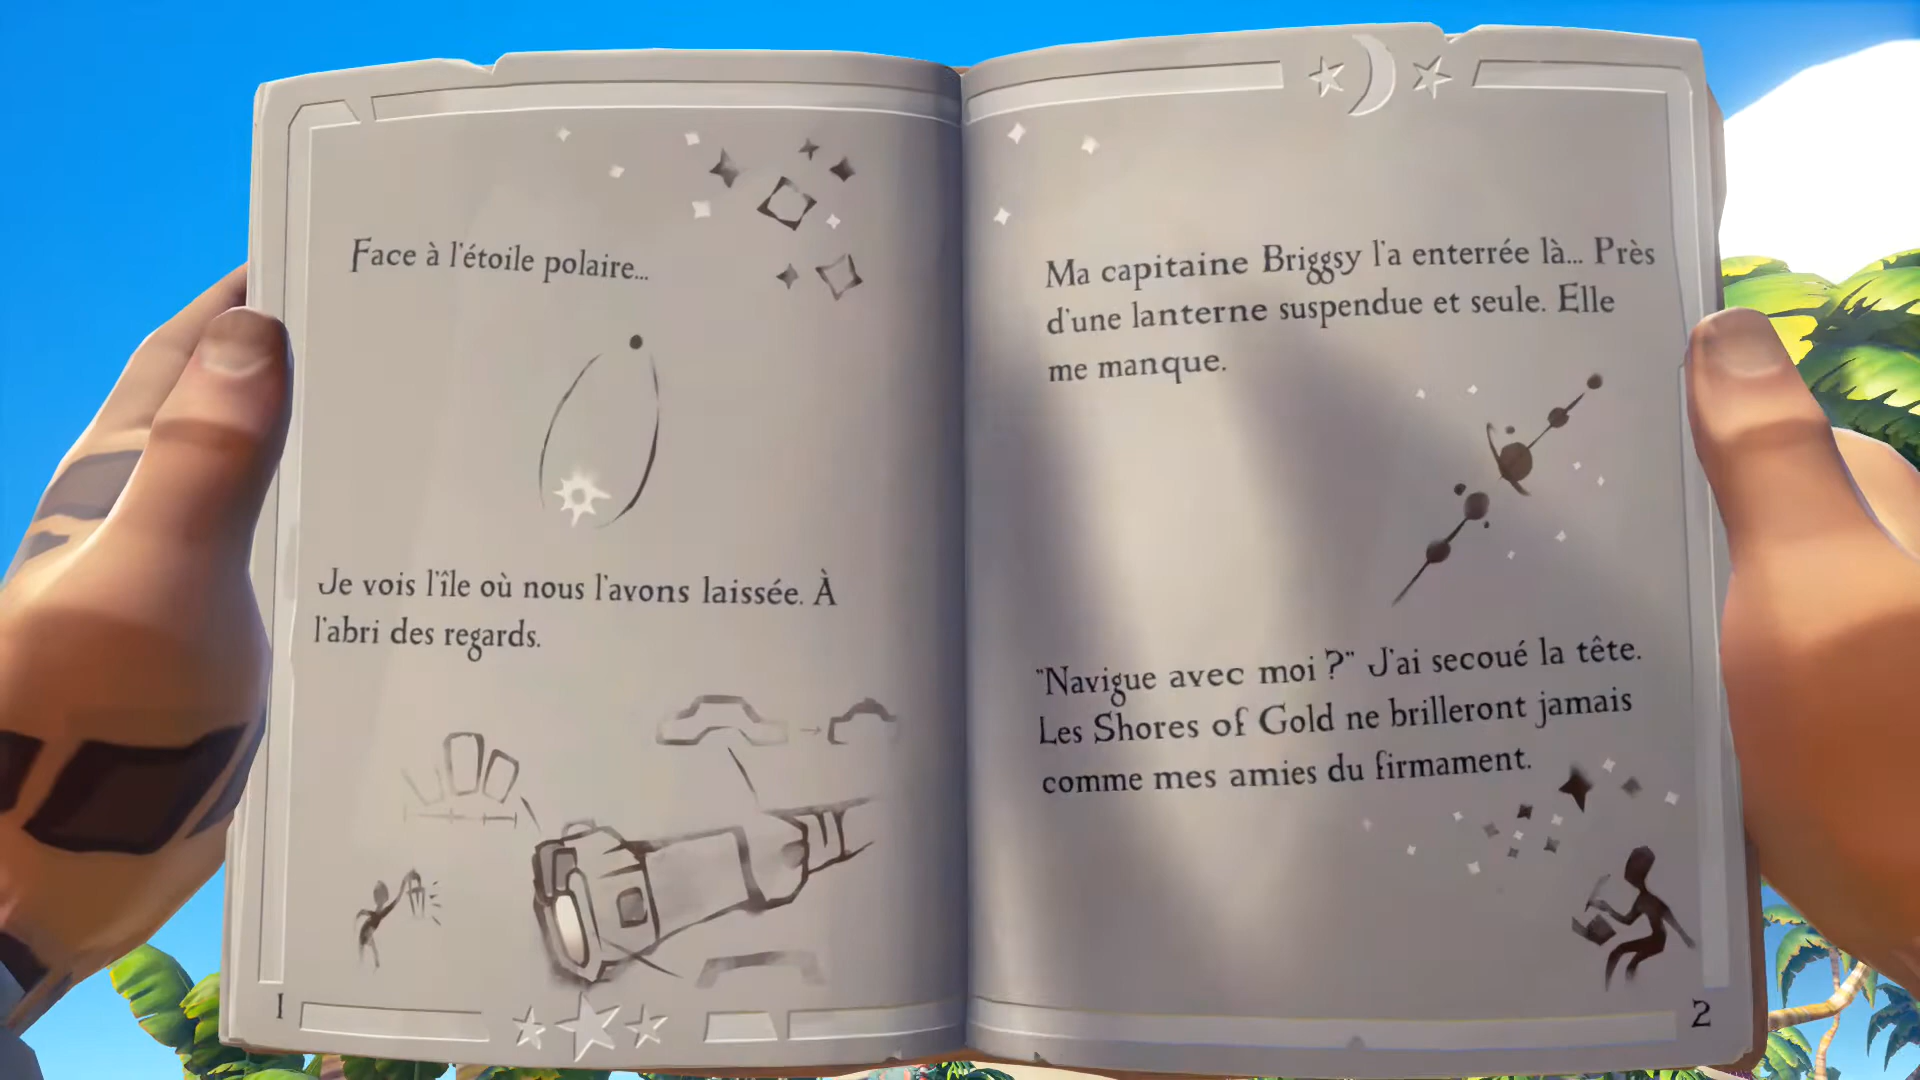 Face à l'étoile polaire...
Je vois l'île où nous l'avons laissée. À
l'abri des regards.
1
Ma capitaine Briggsy l'a enterrée là... Près
d'une lanterne suspendue et seule. Elle
me manque.
"Navigue avec moi ?" J'ai secoué la tête.
Les Shores of Gold ne brilleront jamais
comme mes amies du firmament.
2